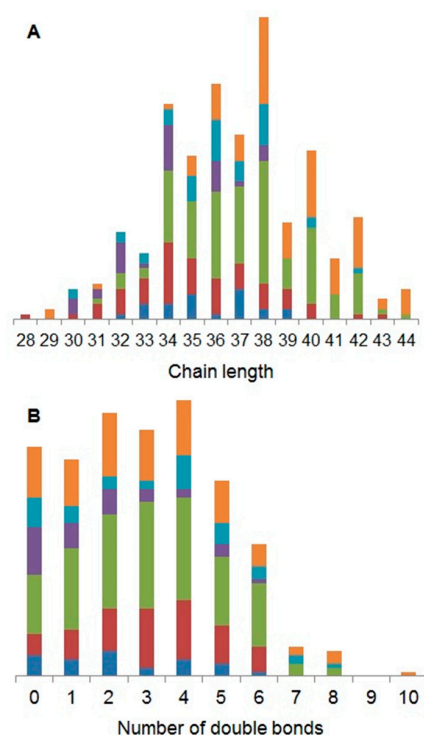 A
28 29 30 31 32 33 34 35 36 37 38 39 40 41 42 43 44
Chain length
B
0 1 2 3 4 5 6 7 8 9 10
Number of double bonds